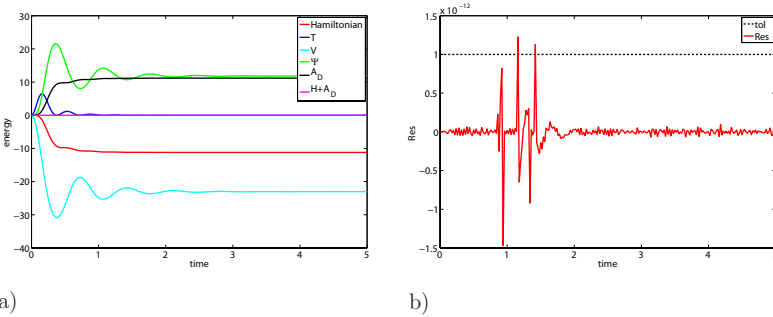 30
20
10
0
−10
−20
−30
−40
energy
0 1 2 3 4 5
time
Hamiltonian
T
V
Ψ
A_D
H+A_D
a)
1.5 x 10^−12
1
0.5
0
−0.5
−1
−1.5
Res
0 1 2 3 4
time
tol
Res
b)